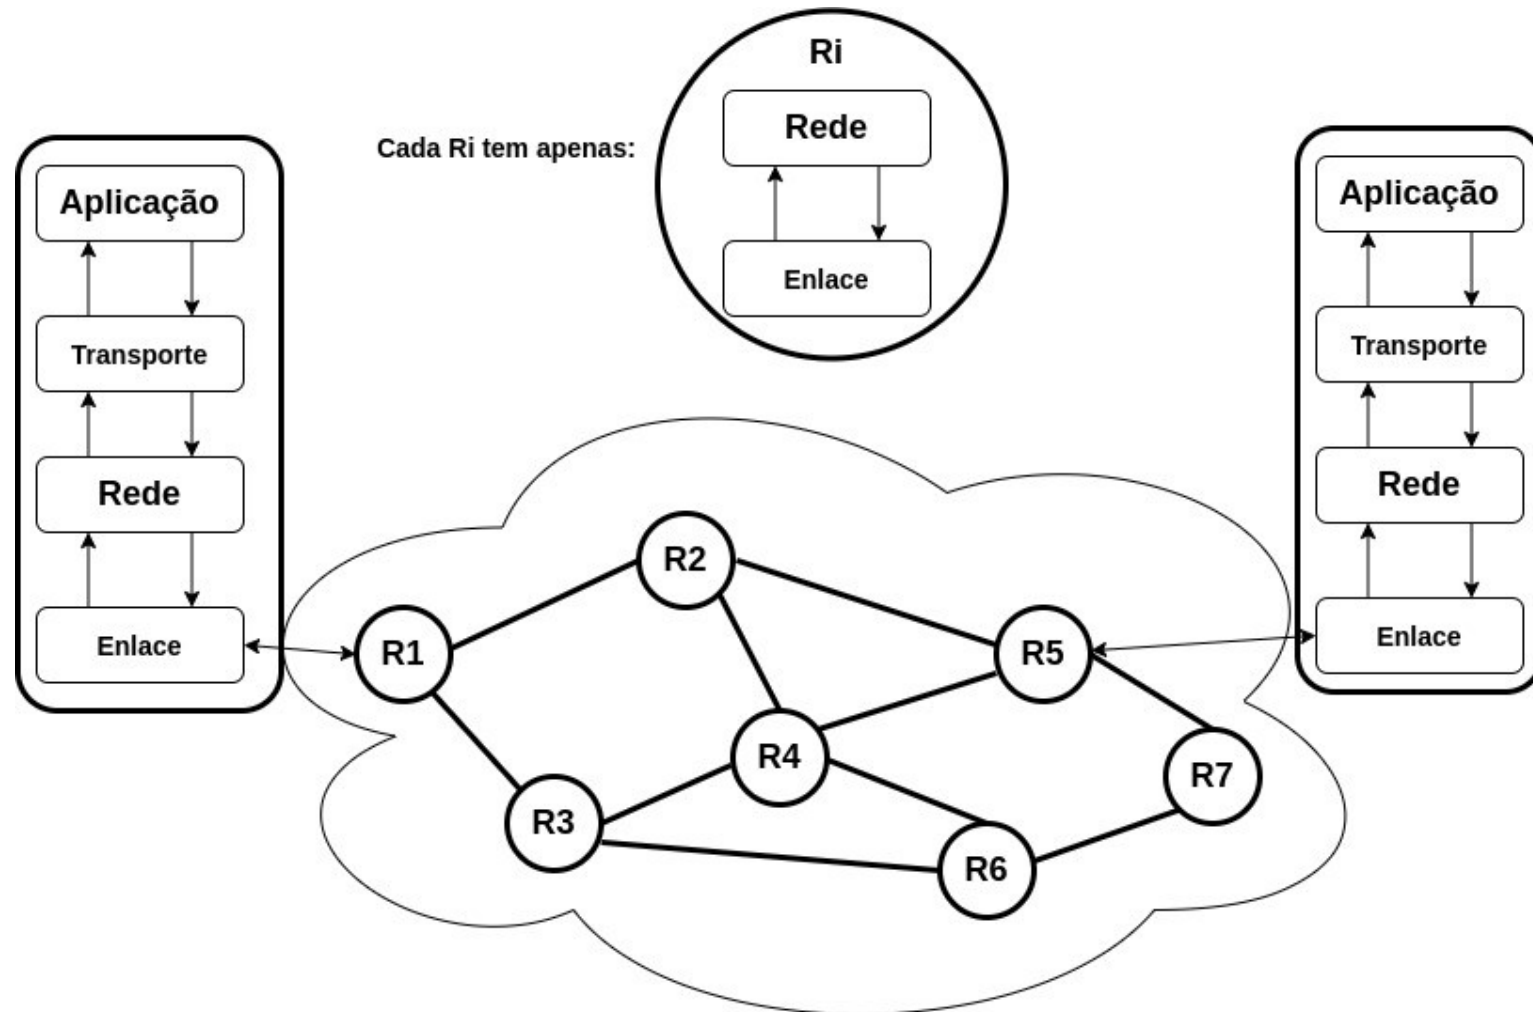 Ri
Rede
Enlace
Cada Ri tem apenas:
Aplicação
Transporte
Rede
Enlace
Aplicação
Transporte
Rede
Enlace
R1
R2
R3
R4
R5
R6
R7